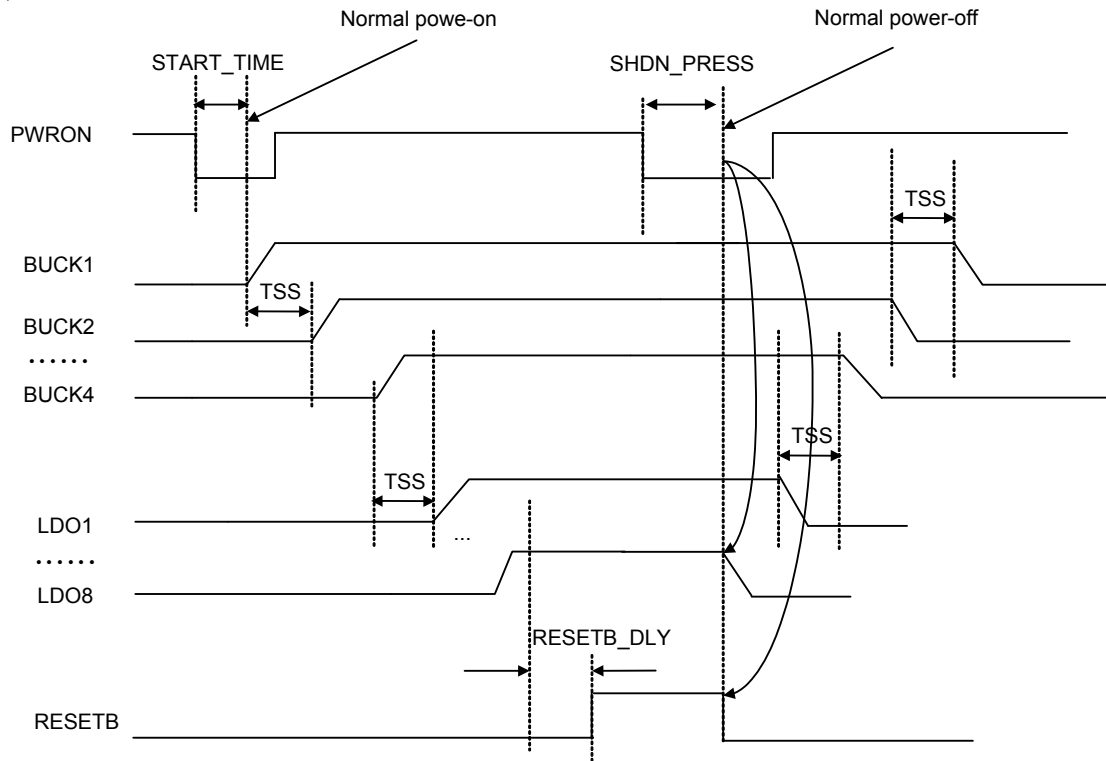 Normal powe-on
Normal power-off
START_TIME
SHDN_PRESS
PWRON
TSS
BUCK1
TSS
BUCK2
......
BUCK4
TSS
TSS
LDO1
...
......
LDO8
RESETB_DLY
RESETB